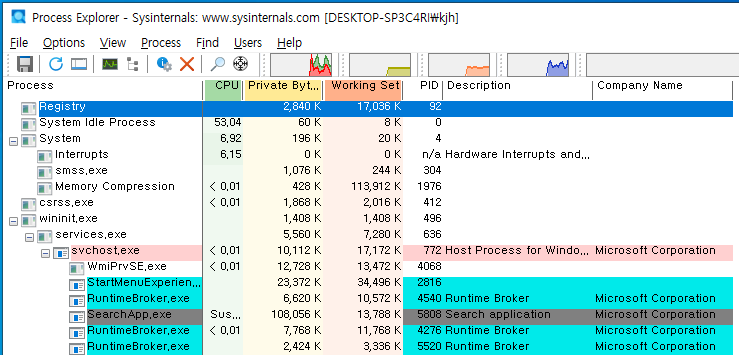 Process Explorer - Sysinternals: www.sysinternals.com [DESKTOP-SP3C4RI₩kjh]
File Options View Process Find Users Help
Process CPU Private Byt... Working Set PID Description Company Name
Registry 2,840 K 17,036 K 92
System Idle Process 53,04 60 K 8 K 0
System 6,92 196 K 20 K 4
Interrupts 6,15 0 K 0 K n/a Hardware Interrupts and...
smss,exe 1,076 K 244 K 304
Memory Compression 428 K 113,912 K 1976
csrss,exe < 0,01 1,868 K 2,016 K 412
wininit,exe 1,408 K 1,408 K 496
services,exe 5,560 K 7,280 K 636
svchost,exe < 0,01 10,112 K 17,172 K 772 Host Process for Windo... Microsoft Corporation
WmiPrvSE,exe < 0,01 12,728 K 13,472 K 4068
StartMenuExperien... 23,372 K 34,496 K 2816
RuntimeBroker,exe 6,620 K 10,572 K 4540 Runtime Broker Microsoft Corporation
SearchApp,exe Sus... 108,056 K 13,788 K 5808 Search application Microsoft Corporation
RuntimeBroker,exe < 0,01 7,768 K 11,768 K 4276 Runtime Broker Microsoft Corporation
RuntimeBroker,exe 2,424 K 3,336 K 5520 Runtime Broker Microsoft Corporation